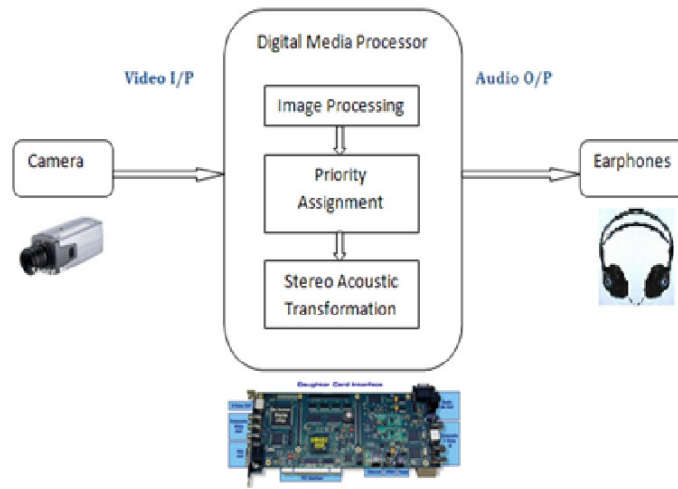 Digital Media Processor
Video I/P
Audio O/P
Image Processing
Camera
Priority
Assignment
Earphones
Stereo Acoustic
Transformation
Daughter Card Interface